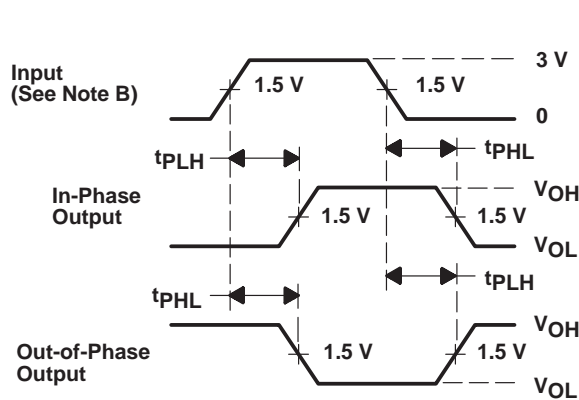 Input
(See Note B)
1.5 V
1.5 V
3 V
0
tPLH
tPHL
In-Phase
Output
1.5 V
1.5 V
VOH
VOL
tPHL
tPLH
Out-of-Phase
Output
1.5 V
1.5 V
VOH
VOL